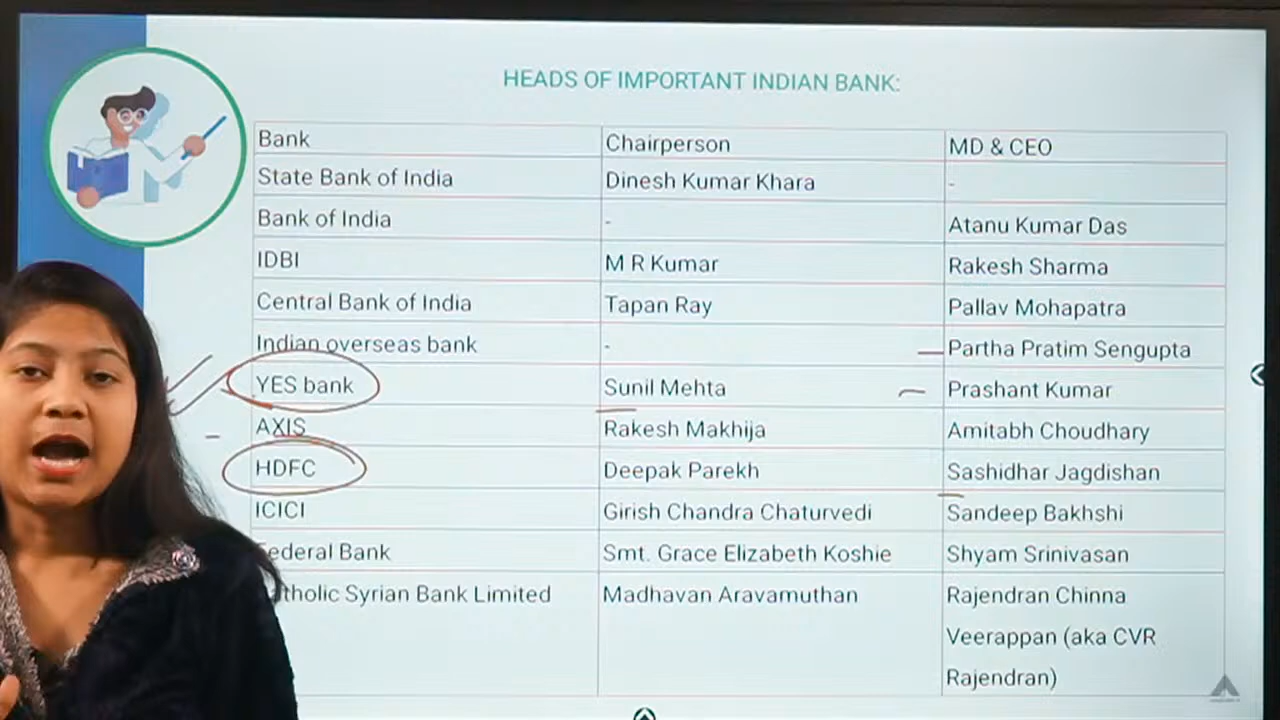 HEADS OF IMPORTANT INDIAN BANK:
Bank Chairperson MD & CEO
State Bank of India Dinesh Kumar Khara -
Bank of India - Atanu Kumar Das
IDBI M R Kumar Rakesh Sharma
Central Bank of India Tapan Ray Pallav Mohapatra
Indian overseas bank - Partha Pratim Sengupta
YES bank Sunil Mehta Prashant Kumar
AXIS Rakesh Makhija Amitabh Choudhary
HDFC Deepak Parekh Sashidhar Jagdishan
ICICI Girish Chandra Chaturvedi Sandeep Bakhshi
Federal Bank Smt. Grace Elizabeth Koshie Shyam Srinivasan
Catholic Syrian Bank Limited Madhavan Aravamuthan Rajendran Chinna
Veerappan (aka CVR
Rajendran)